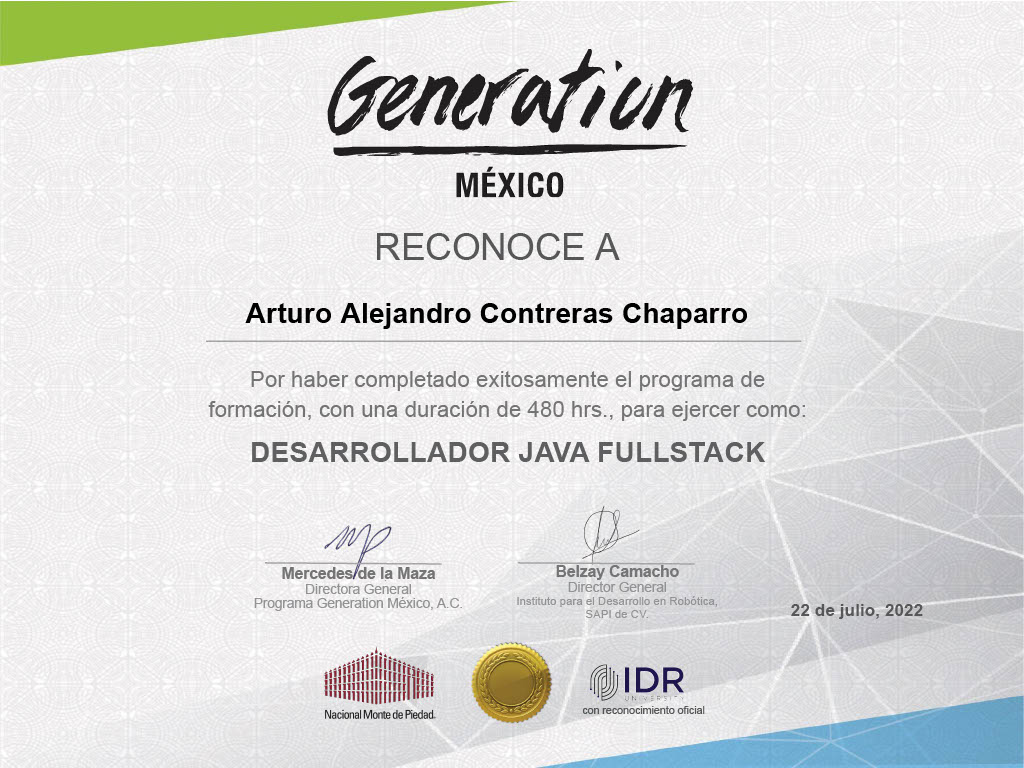 Generation
MÉXICO
RECONOCE A
Arturo Alejandro Contreras Chaparro
Por haber completado exitosamente el programa de
formación, con una duración de 480 hrs., para ejercer como:
DESARROLLADOR JAVA FULLSTACK
Mercedes de la Maza
Directora General
Programa Generation México, A.C.
Belzay Camacho
Director General
Instituto para el Desarrollo en Robótica,
SAPI de CV.
22 de julio, 2022
Nacional Monte de Piedad.
IDR
UNIVERSITY
con reconocimiento oficial